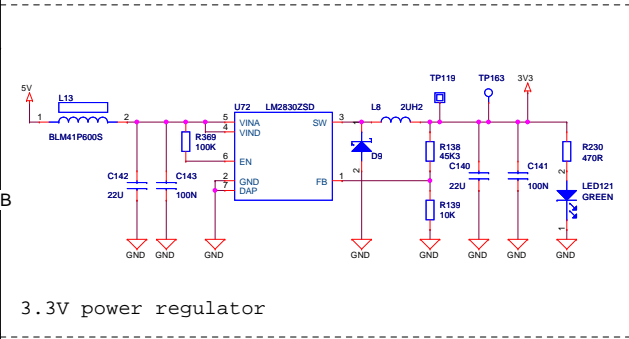 TP119 TP163
5V L13 U72 LM2830ZSD L8 2UH2 3V3
1 2 5 VINA SW 3 1
4 VIND
BLM41P600S R369 100K R138 45K3 R230 470R
6 EN D9
C142 22U C143 100N 2 GND FB 1 2 C140 22U C141 100N 2 LED121 GREEN
7 DAP
R139 10K 1
B
GND GND GND GND GND GND GND GND
3.3V power regulator